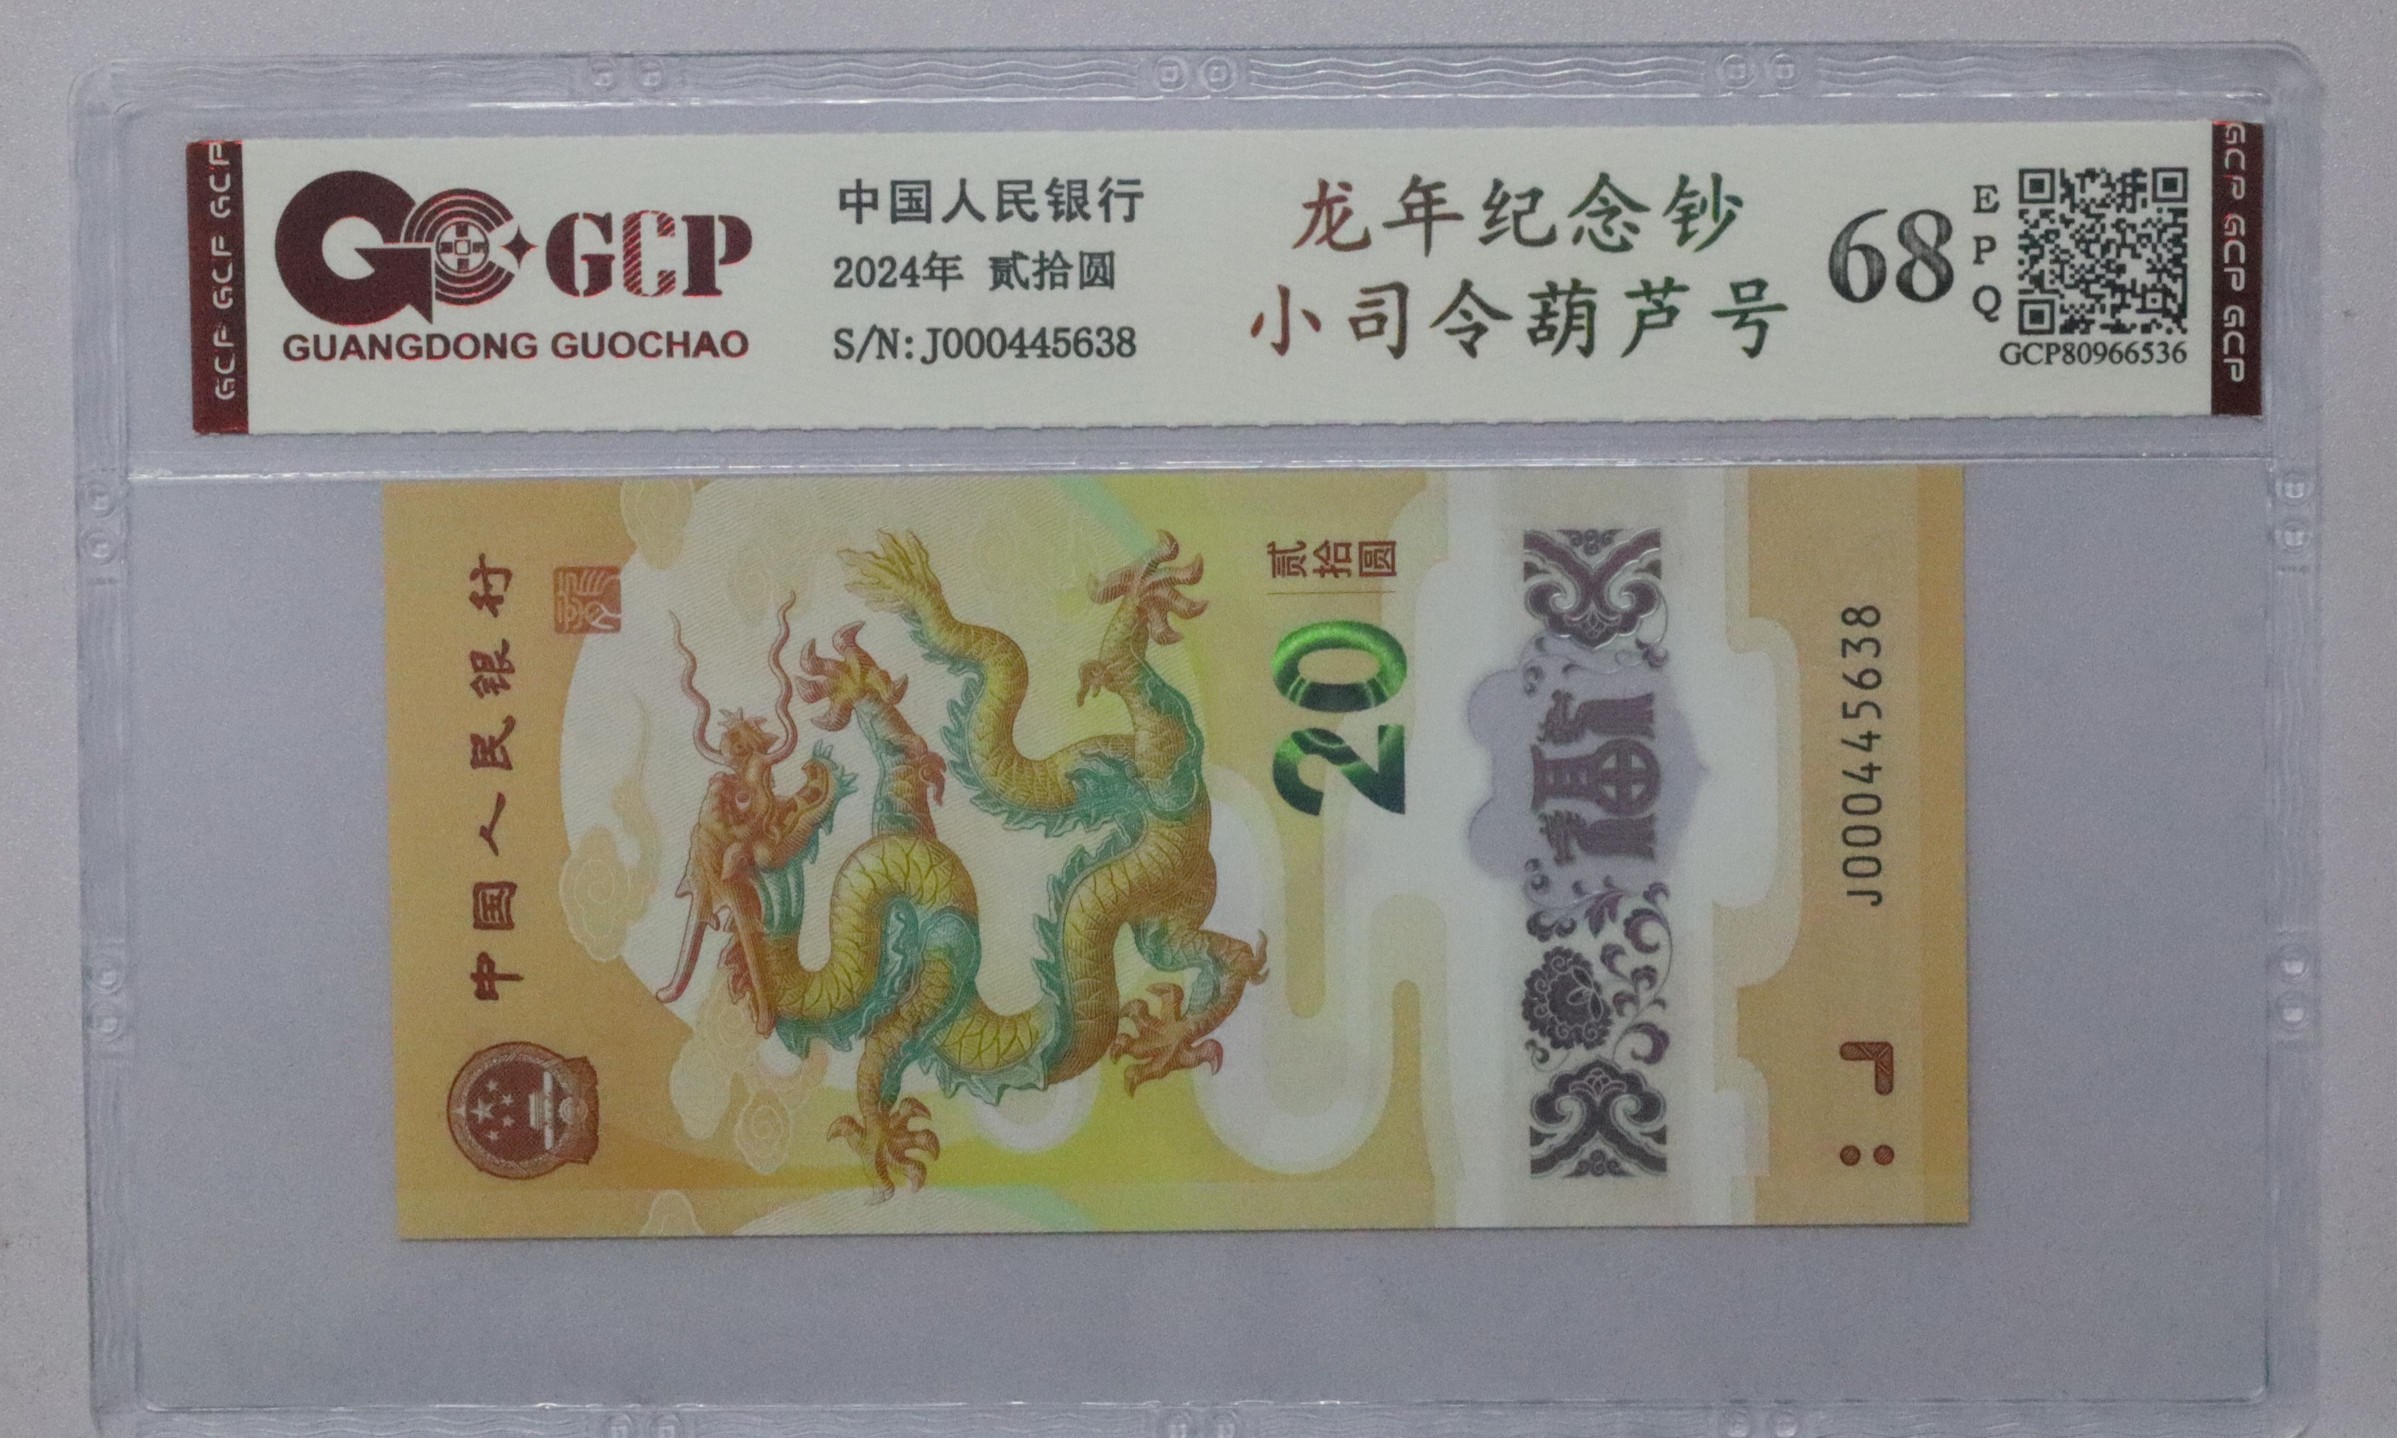 GCP GCP GCP
GCP
GUANGDONG GUOCHAO
中国人民银行
2024年 贰拾圆
S/N:J000445638
龙年纪念钞
小司令葫芦号
68
EPQ
GCP80966536
GCP GCP GCP
中国人民银行
20
贰拾圆
J000445638